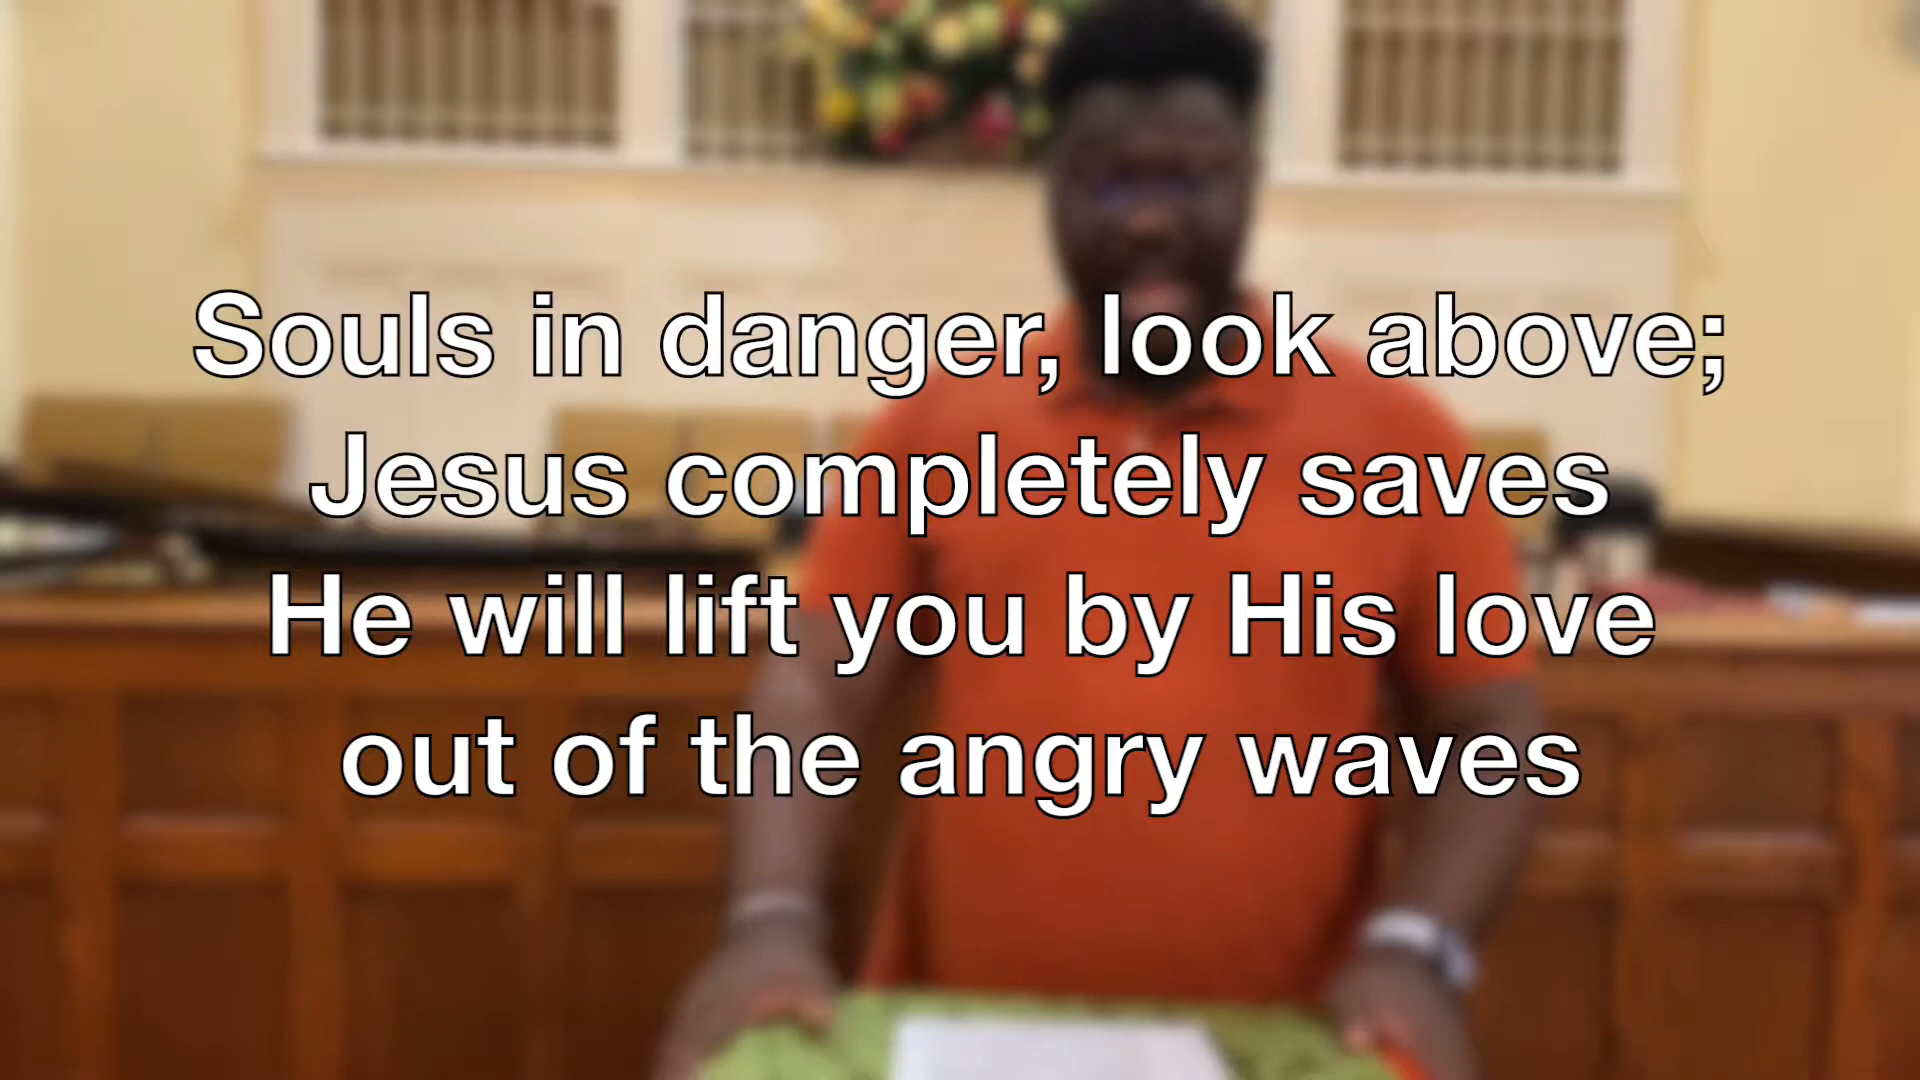 Souls in danger, look above;
Jesus completely saves
He will lift you by His love
out of the angry waves